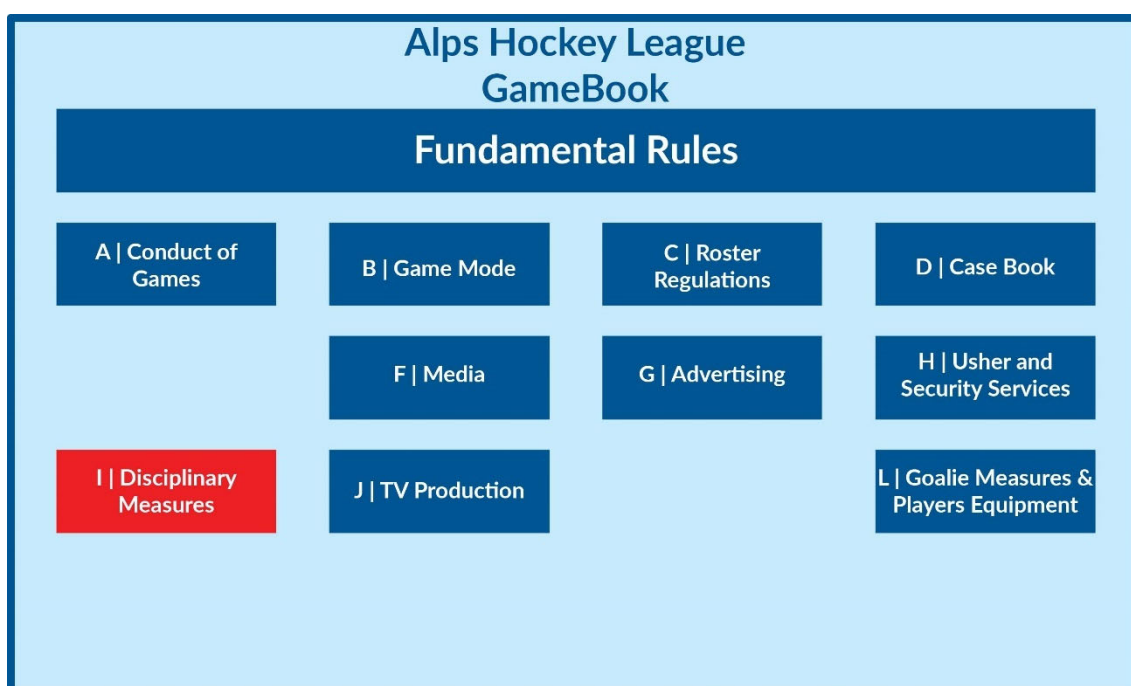 Alps Hockey League
GameBook
Fundamental Rules
A | Conduct of
Games
B | Game Mode
C | Roster
Regulations
D | Case Book
F | Media
G | Advertising
H | Usher and
Security Services
I | Disciplinary
Measures
J | TV Production
L | Goalie Measures &
Players Equipment